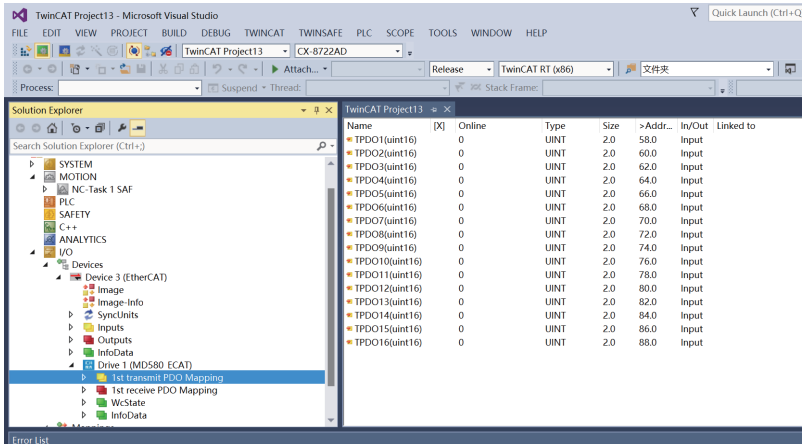 TwinCAT Project13 - Microsoft Visual Studio
Quick Launch (Ctrl+Q
FILE EDIT VIEW PROJECT BUILD DEBUG TWINCAT TWINSAFE PLC SCOPE TOOLS WINDOW HELP
TwinCAT Project13 CX-8722AD
Attach... Release TwinCAT RT (x86) 文件夹
Process: Suspend Thread: Stack Frame:
Solution Explorer
Search Solution Explorer (Ctrl+;)
SYSTEM
MOTION
NC-Task 1 SAF
PLC
SAFETY
C++
ANALYTICS
I/O
Devices
Device 3 (EtherCAT)
Image
Image-Info
SyncUnits
Inputs
Outputs
InfoData
Drive 1 (MD580_ECAT)
1st transmit PDO Mapping
1st receive PDO Mapping
WcState
InfoData
Mappings
Error List
TwinCAT Project13
Name [X] Online Type Size >Addr... In/Out Linked to
TPDO1(uint16) 0 UINT 2.0 58.0 Input
TPDO2(uint16) 0 UINT 2.0 60.0 Input
TPDO3(uint16) 0 UINT 2.0 62.0 Input
TPDO4(uint16) 0 UINT 2.0 64.0 Input
TPDO5(uint16) 0 UINT 2.0 66.0 Input
TPDO6(uint16) 0 UINT 2.0 68.0 Input
TPDO7(uint16) 0 UINT 2.0 70.0 Input
TPDO8(uint16) 0 UINT 2.0 72.0 Input
TPDO9(uint16) 0 UINT 2.0 74.0 Input
TPDO10(uint16) 0 UINT 2.0 76.0 Input
TPDO11(uint16) 0 UINT 2.0 78.0 Input
TPDO12(uint16) 0 UINT 2.0 80.0 Input
TPDO13(uint16) 0 UINT 2.0 82.0 Input
TPDO14(uint16) 0 UINT 2.0 84.0 Input
TPDO15(uint16) 0 UINT 2.0 86.0 Input
TPDO16(uint16) 0 UINT 2.0 88.0 Input